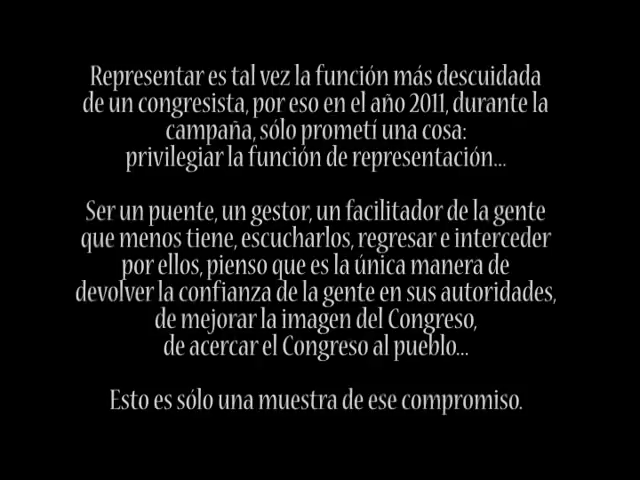 Representar es tal vez la función más descuidada
de un congresista, por eso en el año 2011, durante la
campaña, sólo prometí una cosa:
privilegiar la función de representación...
Ser un puente, un gestor, un facilitador de la gente
que menos tiene, escucharlos, regresar e interceder
por ellos, pienso que es la única manera de
devolver la confianza de la gente en sus autoridades,
de mejorar la imagen del Congreso,
de acercar el Congreso al pueblo...
Esto es sólo una muestra de ese compromiso.